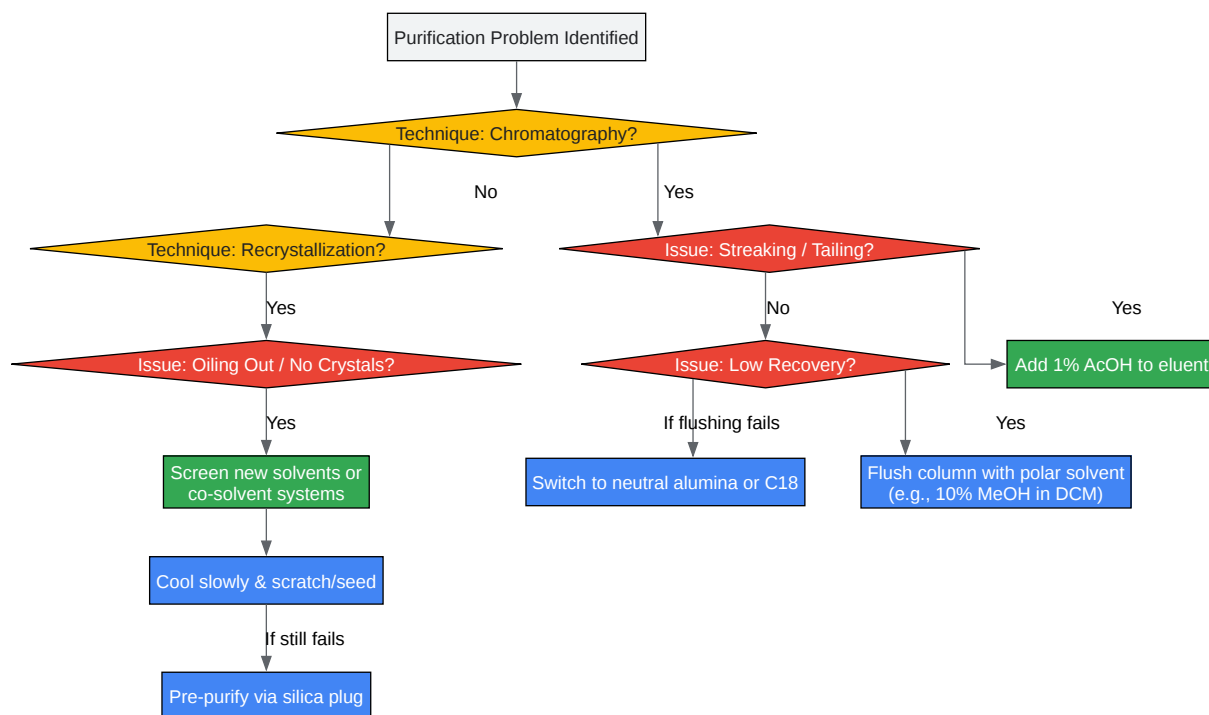 Purification Problem Identified
Technique: Chromatography?
No
Yes
Technique: Recrystallization?
Issue: Streaking / Tailing?
Yes
No
Yes
Issue: Oiling Out / No Crystals?
Issue: Low Recovery?
Add 1% AcOH to eluent
Yes
If flushing fails
Yes
Screen new solvents or
co-solvent systems
Switch to neutral alumina or C18
Flush column with polar solvent
(e.g., 10% MeOH in DCM)
Cool slowly & scratch/seed
If still fails
Pre-purify via silica plug